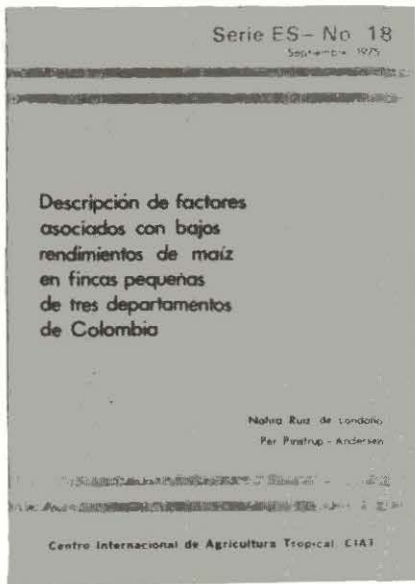 Serie ES- No 18
Septiembre 1975
Descripción de factores
asociados con bajos
rendimientos de maíz
en fincas pequeñas
de tres departamentos
de Colombia
Nohra Ruiz de Londoño
Per Pinstrup - Andersen
Centro Internacional de Agricultura Tropical, CIAT